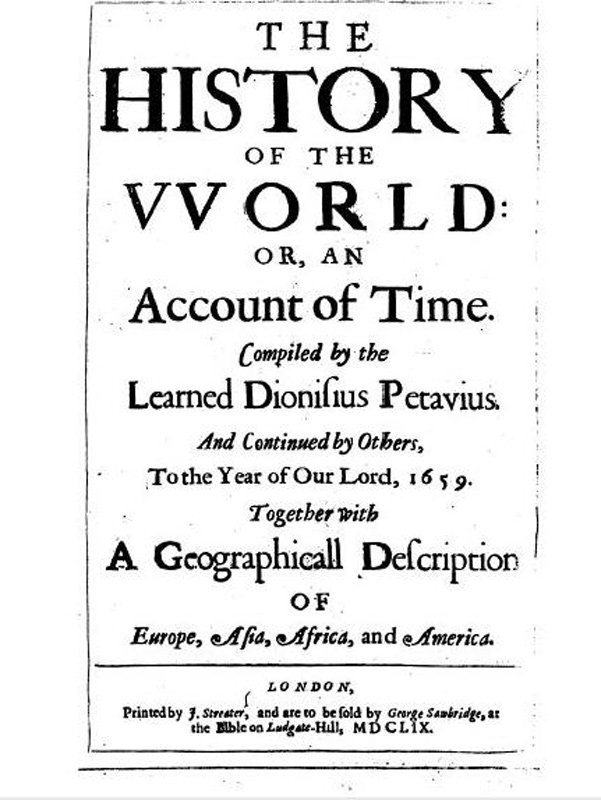 THE
HISTORY
OF THE
VVORLD:
OR, AN
Account of Time.
Compiled by the
Learned Dioniſius Petavius.
And Continued by Others,
To the Year of Our Lord, 1659.
Together with
A Geographicall Deſcription
OF
Europe, Aſia, Africa, and America.
LONDON,
Printed by J. Streater, and are to be ſold by George Sawbridge, at
the Bible on Ludgate-Hill, MDCLIX.